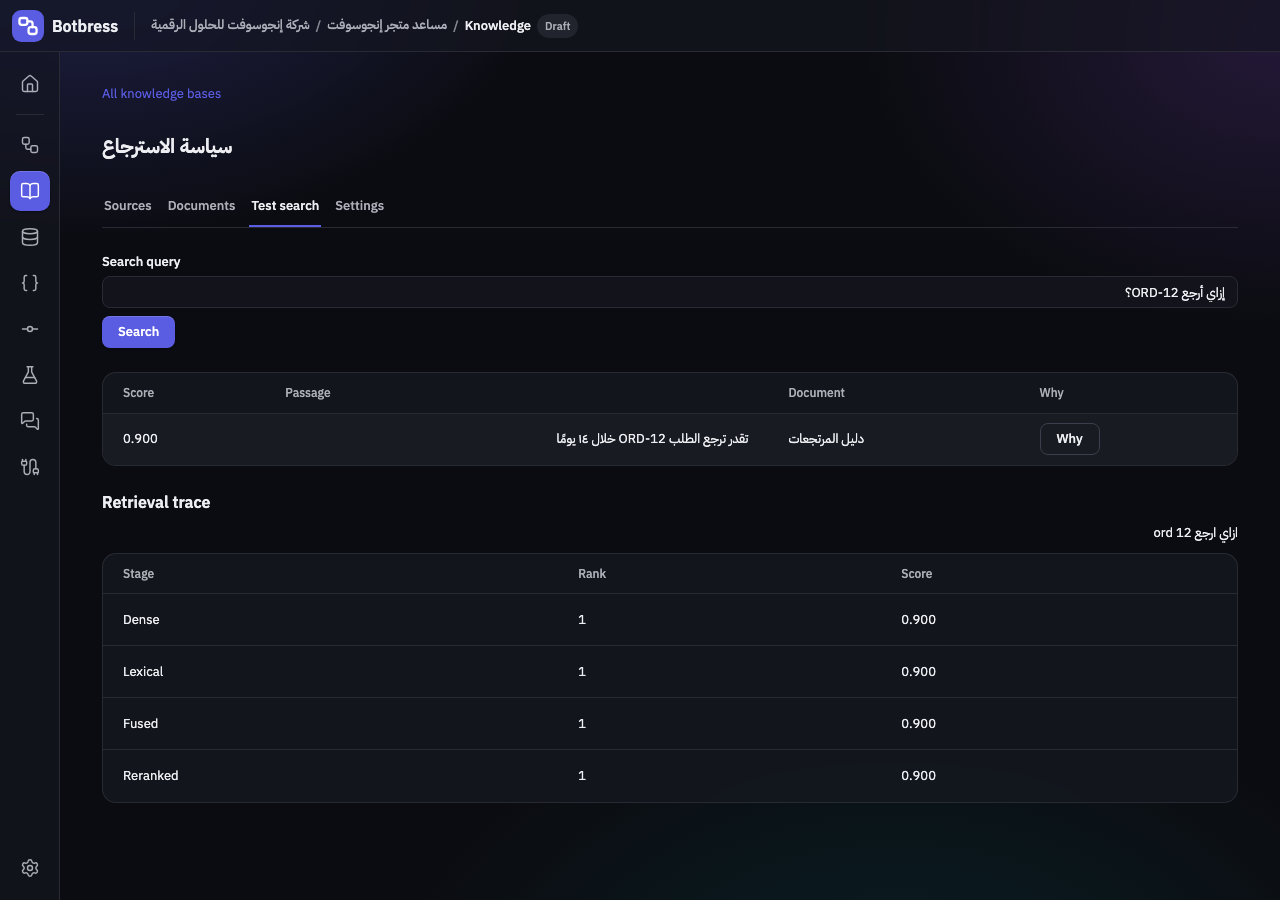 Botbress
شركة إنجوسوفت للحلول الرقمية / مساعد متجر إنجوسوفت / Knowledge Draft
All knowledge bases
سياسة الاسترجاع
Sources Documents Test search Settings
Search query
إزاي أرجع ORD-12؟
Search
Score Passage Document Why
0.900 تقدر ترجع الطلب ORD-12 خلال ١٤ يومًا دليل المرتجعات Why
Retrieval trace
ازاي ارجع ord 12
Stage Rank Score
Dense 1 0.900
Lexical 1 0.900
Fused 1 0.900
Reranked 1 0.900